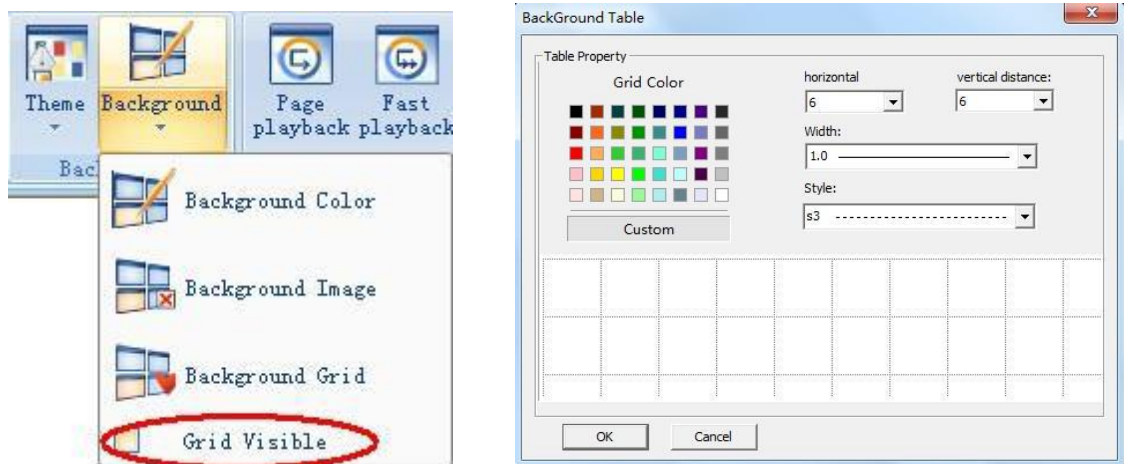 Theme Background Page Fast
playback playback
Background Color
Background Image
Background Grid
Grid Visible
BackGround Table
Table Property
Grid Color
Custom
horizontal vertical distance:
6 6
Width:
1.0
Style:
s3
OK Cancel